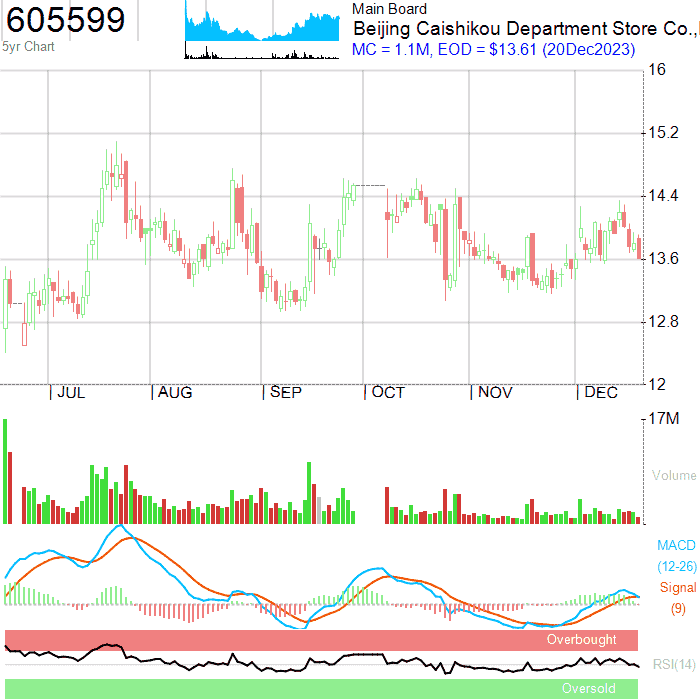 605599
5yr Chart
Main Board
Beijing Caishikou Department Store Co.,
MC = 1.1M, EOD = $13.61 (20Dec2023)
16
15.2
14.4
13.6
12.8
12
JUL AUG SEP OCT NOV DEC
17M
Volume
MACD
(12-26)
Signal
(9)
Overbought
RSI(14)
Oversold